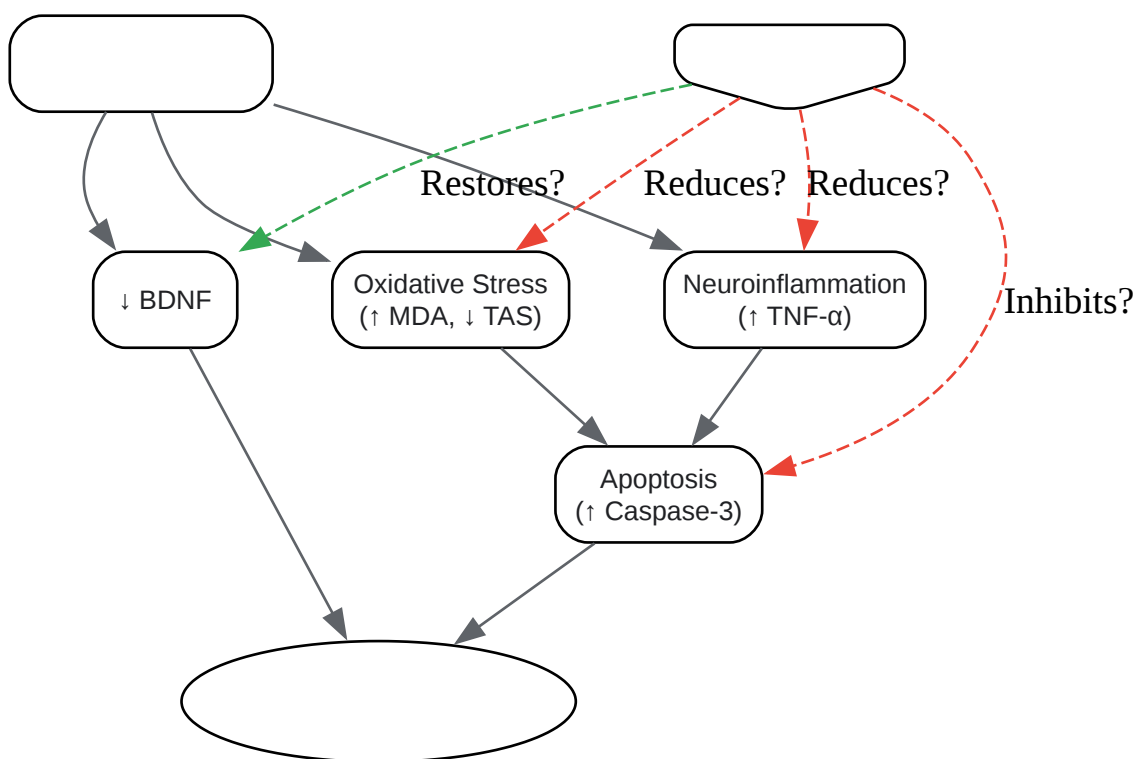 Restores?
Reduces?
Reduces?
↓ BDNF
Oxidative Stress
(↑ MDA, ↓ TAS)
Neuroinflammation
(↑ TNF-α)
Inhibits?
Apoptosis
(↑ Caspase-3)